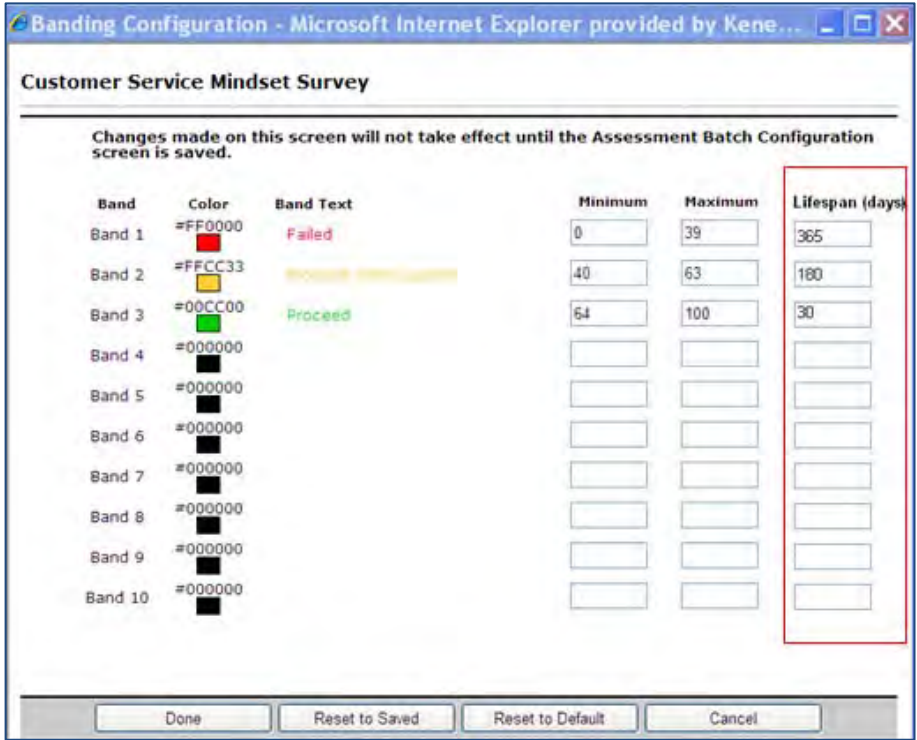 Banding Configuration - Microsoft Internet Explorer provided by Kene...
Customer Service Mindset Survey
Changes made on this screen will not take effect until the Assessment Batch Configuration
screen is saved.
Band Color Band Text Minimum Maximum Lifespan (days)
Band 1 #FF0000 Failed 0 39 365
Band 2 #FFCC33 40 63 180
Band 3 #00CC00 Proceed 64 100 30
Band 4 #000000
Band 5 #000000
Band 6 #000000
Band 7 #000000
Band 8 #000000
Band 9 #000000
Band 10 #000000
Done Reset to Saved Reset to Default Cancel